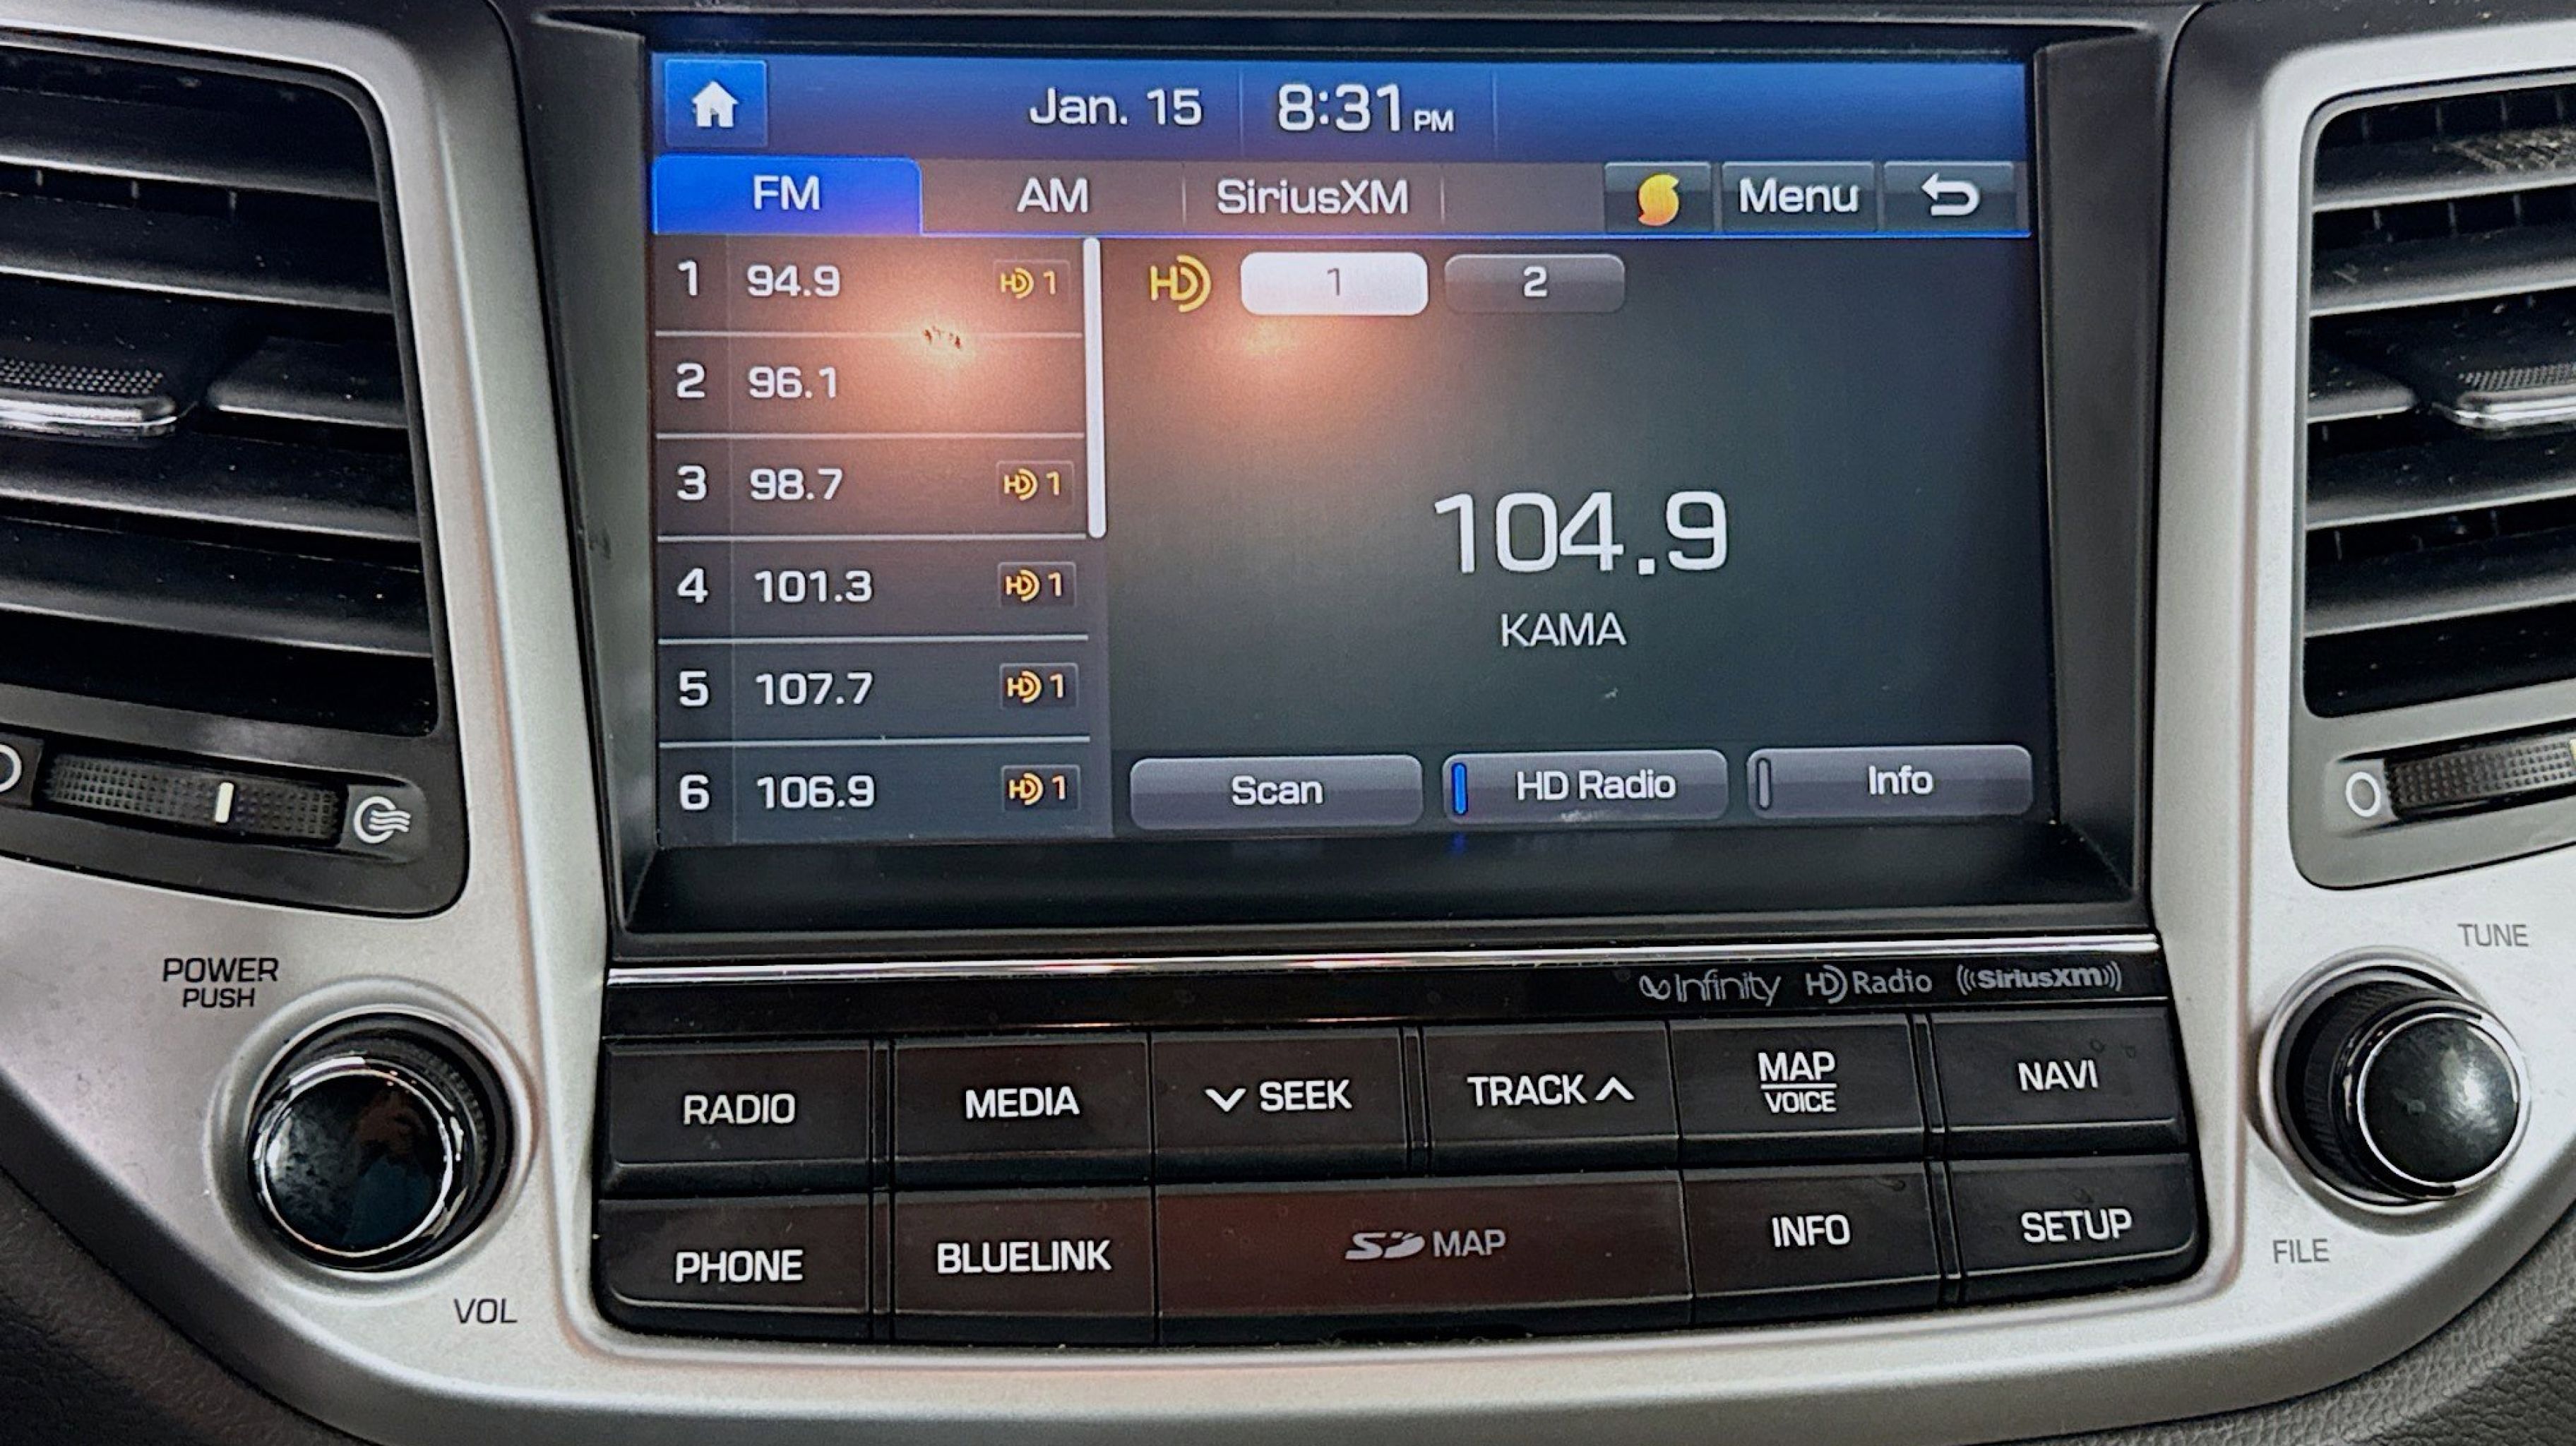 Jan. 15 8:31 PM
FM AM SiriusXM Menu
1 94.9 HD 1
2 96.1
3 98.7 HD 1
4 101.3 HD 1
5 107.7 HD 1
6 106.9 HD 1
HD 1 2
104.9
KAMA
Scan HD Radio Info
POWER
PUSH
VOL
Infinity HD Radio ((SiriusXM))
RADIO MEDIA SEEK TRACK MAP NAVI
VOICE
PHONE BLUELINK SD MAP INFO SETUP
TUNE
FILE